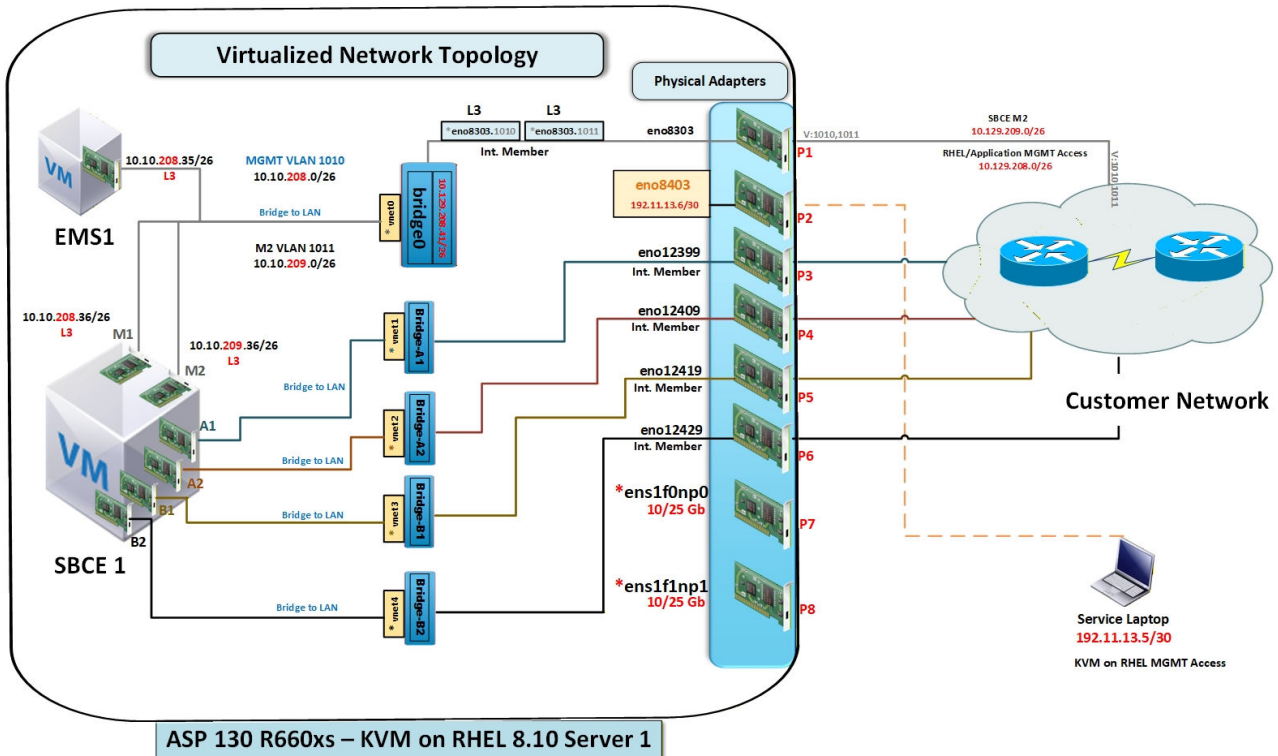 Virtualized Network Topology
Physical Adapters
L3
L3
*eno8303.1010
*eno8303.1011
Int. Member
eno8303
V:1010,1011
P1
SBCE M2
10.129.209.0/26
RHEL/Application MGMT Access
10.129.208.0/26
V:1010,1011
VM
EMS1
10.10.208.35/26
L3
MGMT VLAN 1010
10.10.208.0/26
Bridge to LAN
* vnet0
bridge0
10.129.208.41/26
M2 VLAN 1011
10.10.209.0/26
eno8403
192.11.13.6/30
P2
eno12399
Int. Member
P3
eno12409
Int. Member
P4
eno12419
Int. Member
P5
eno12429
Int. Member
P6
*ens1f0np0
10/25 Gb
P7
*ens1f1np1
10/25 Gb
P8
10.10.208.36/26
L3
M1
10.10.209.36/26
L3
M2
VM
A1
A2
B1
B2
SBCE 1
Bridge to LAN
* vnet1
Bridge-A1
Bridge to LAN
* vnet2
Bridge-A2
Bridge to LAN
* vnet3
Bridge-B1
Bridge to LAN
* vnet4
Bridge-B2
Customer Network
Service Laptop
192.11.13.5/30
KVM on RHEL MGMT Access
ASP 130 R660xs – KVM on RHEL 8.10 Server 1